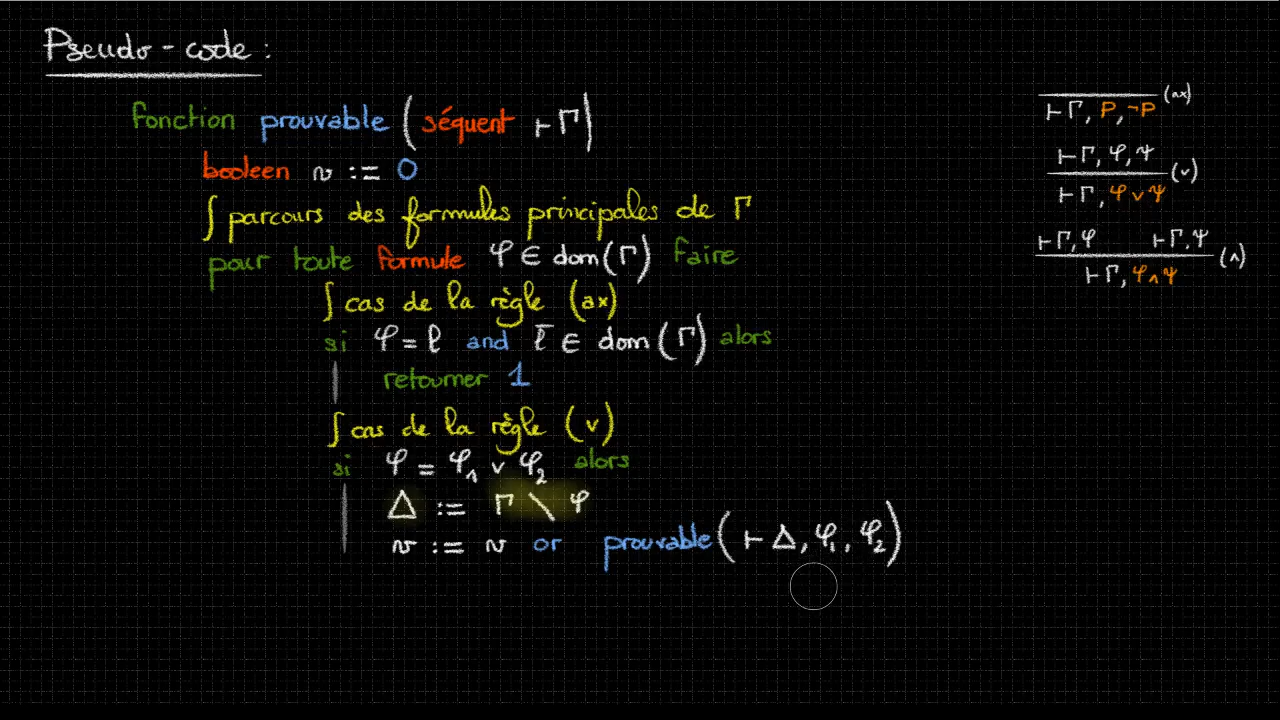 Pseudo-code :
fonction prouvable (séquent ⊢ Γ)
booleen r := 0
∫ parcours des formules principales de Γ
pour toute formule φ ∈ dom(Γ) faire
∫ cas de la règle (ax)
si φ = l and l̅ ∈ dom(Γ) alors
retourner 1
∫ cas de la règle (∨)
si φ = φ₁ ∨ φ₂ alors
Δ := Γ \ φ
r := r or prouvable (⊢ Δ, φ₁, φ₂)
(ax)
⊢ Γ, P, ¬P
⊢ Γ, φ, ψ
(∨)
⊢ Γ, φ ∨ ψ
⊢ Γ, φ ⊢ Γ, ψ
(∧)
⊢ Γ, φ ∧ ψ